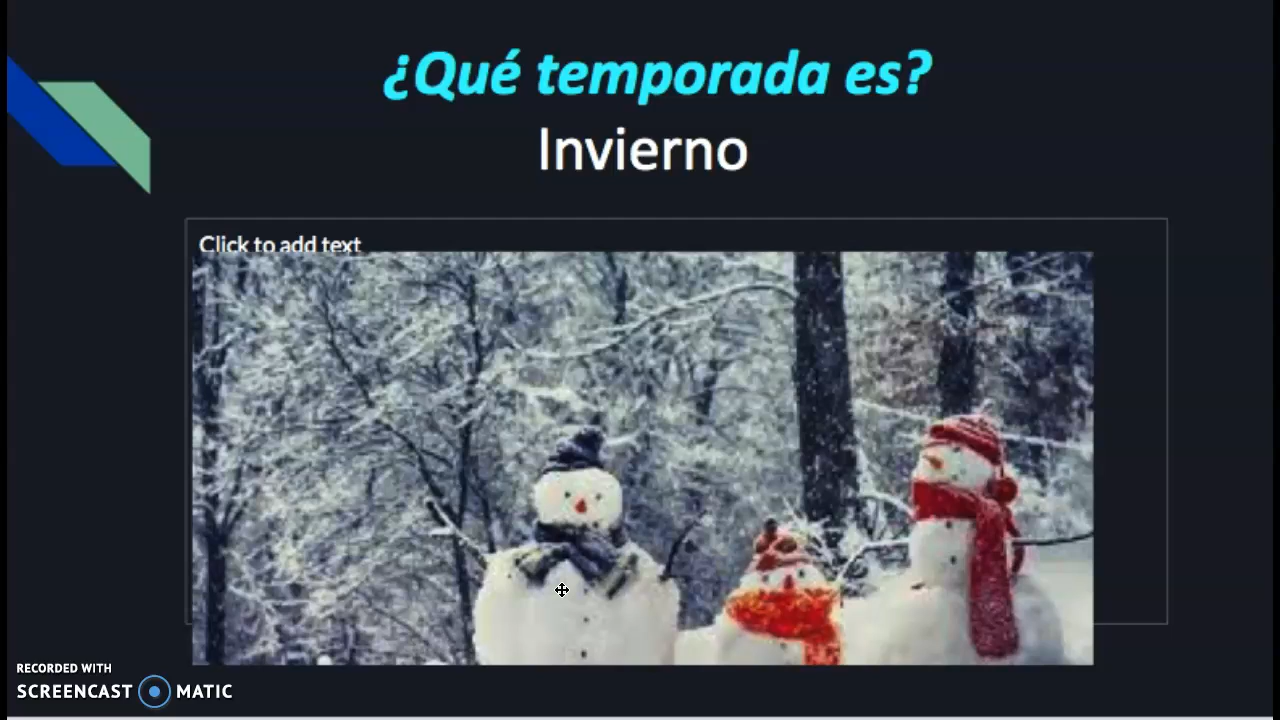 ¿Qué temporada es?
Invierno
Click to add text
RECORDED WITH
SCREENCAST MATIC